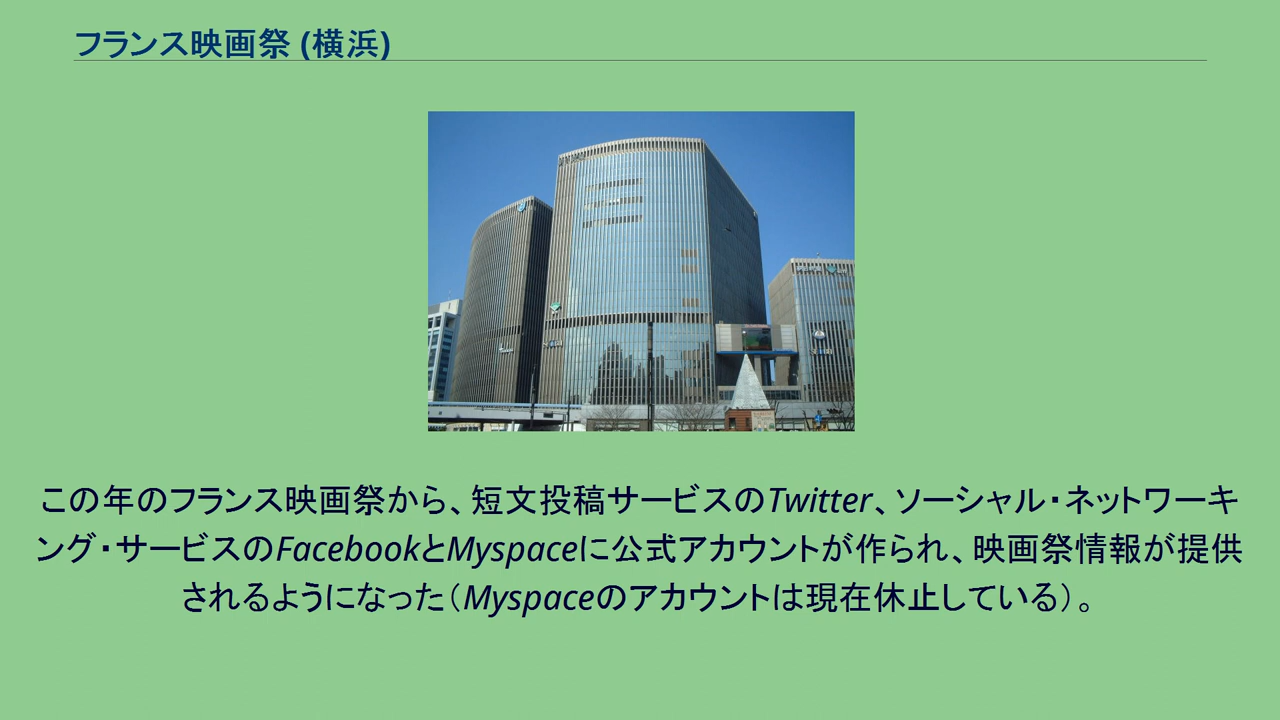 フランス映画祭 (横浜)
この年のフランス映画祭から、短文投稿サービスのTwitter、ソーシャル・ネットワーキ
ング・サービスのFacebookとMyspaceに公式アカウントが作られ、映画祭情報が提供
されるようになった（Myspaceのアカウントは現在休止している）。